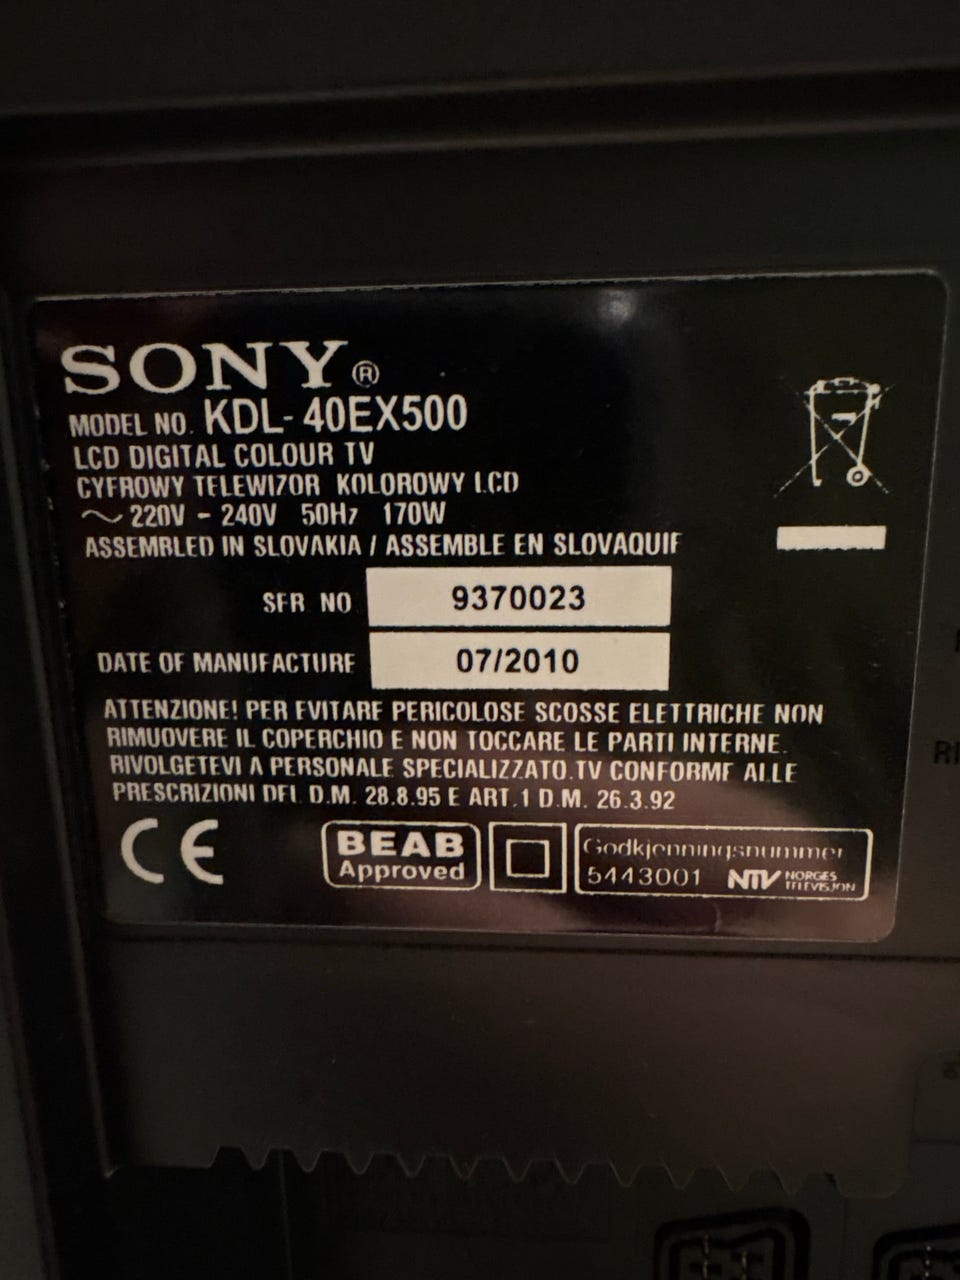 SONY®
MODEL NO. KDL-40EX500
LCD DIGITAL COLOUR TV
CYFROWY TELEWIZOR KOLOROWY LCD
~ 220V - 240V 50Hz 170W
ASSEMBLED IN SLOVAKIA / ASSEMBLE EN SLOVAQUIE
SER NO 9370023
DATE OF MANUFACTURE 07/2010
ATTENZIONE! PER EVITARE PERICOLOSE SCOSSE ELETTRICHE NON
RIMUOVERE IL COPERCHIO E NON TOCCARE LE PARTI INTERNE.
RIVOLGETEVI A PERSONALE SPECIALIZZATO.TV CONFORME ALLE
PRESCRIZIONI DEL D.M. 28.8.95 E ART.1 D.M. 26.3.92
CE
BEAB
Approved
Godkjenningsnummer
5443001 NTV NORGES
TELEVISJON